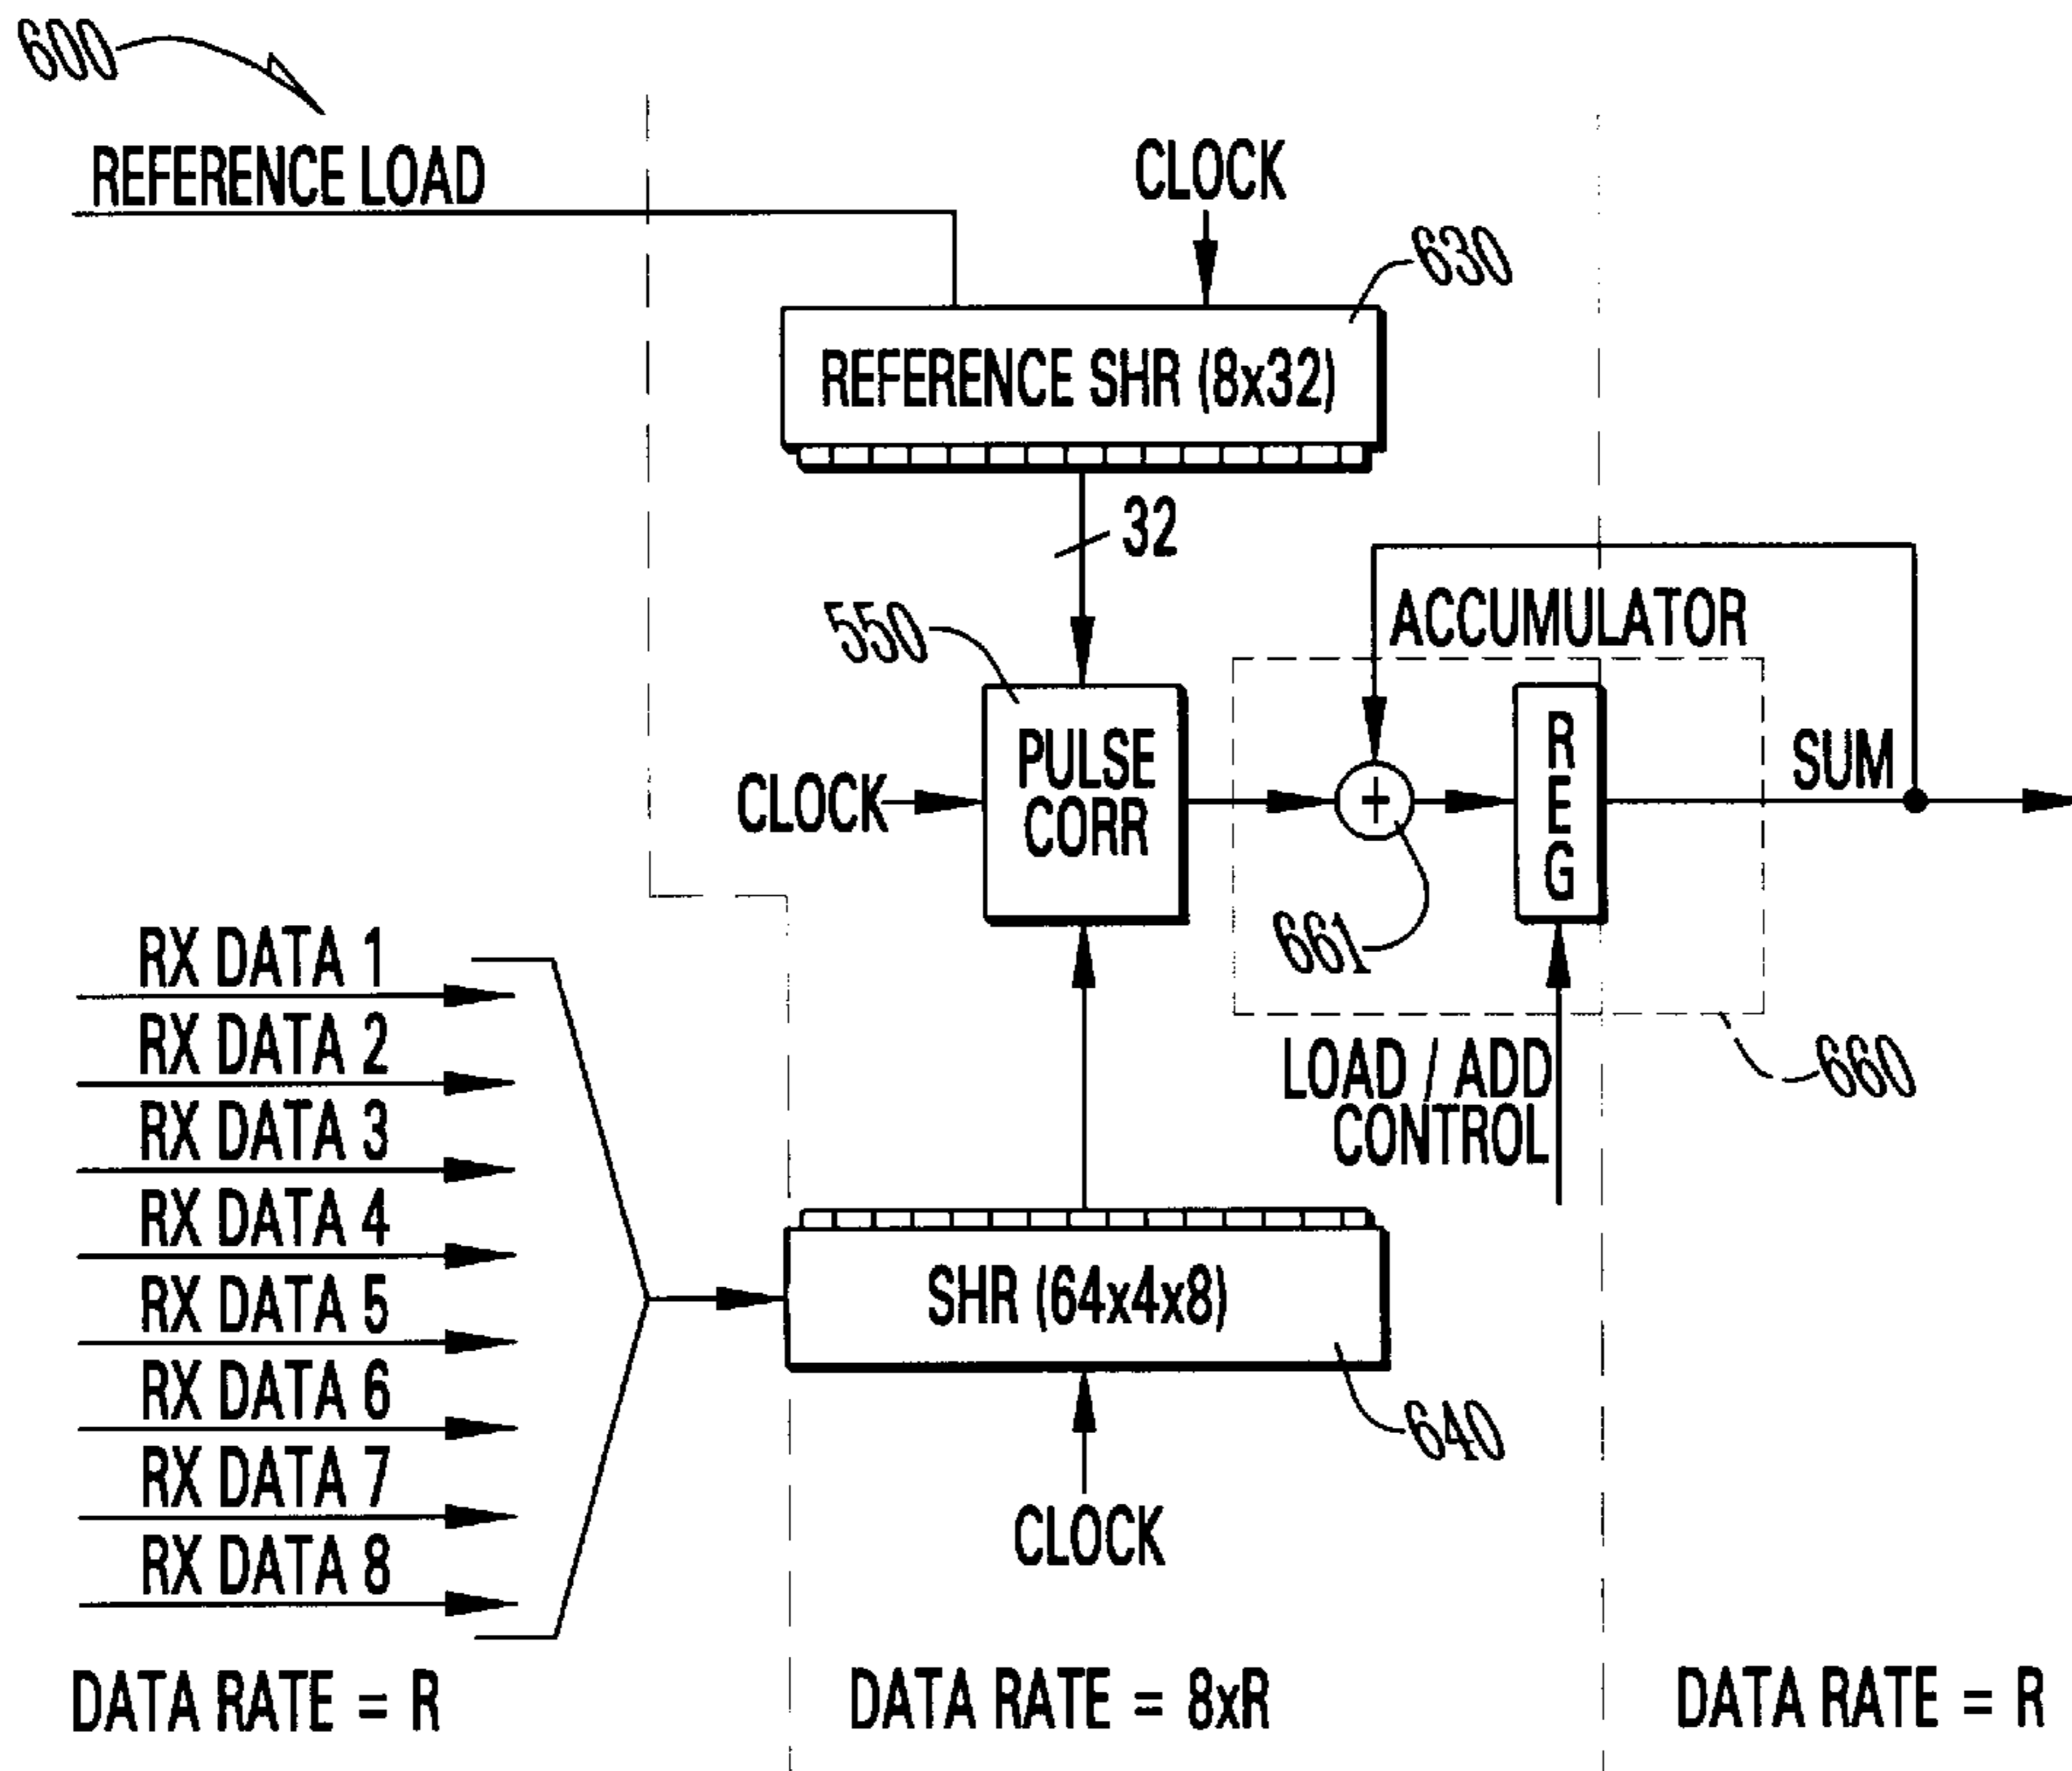 600
REFERENCE LOAD
CLOCK
630
REFERENCE SHR (8x32)
32
550
ACCUMULATOR
PULSE
CORR
CLOCK
+
R
E
G
SUM
661
LOAD / ADD
CONTROL
660
RX DATA 1
RX DATA 2
RX DATA 3
RX DATA 4
RX DATA 5
RX DATA 6
RX DATA 7
RX DATA 8
SHR (64x4x8)
640
CLOCK
DATA RATE = R
DATA RATE = 8xR
DATA RATE = R